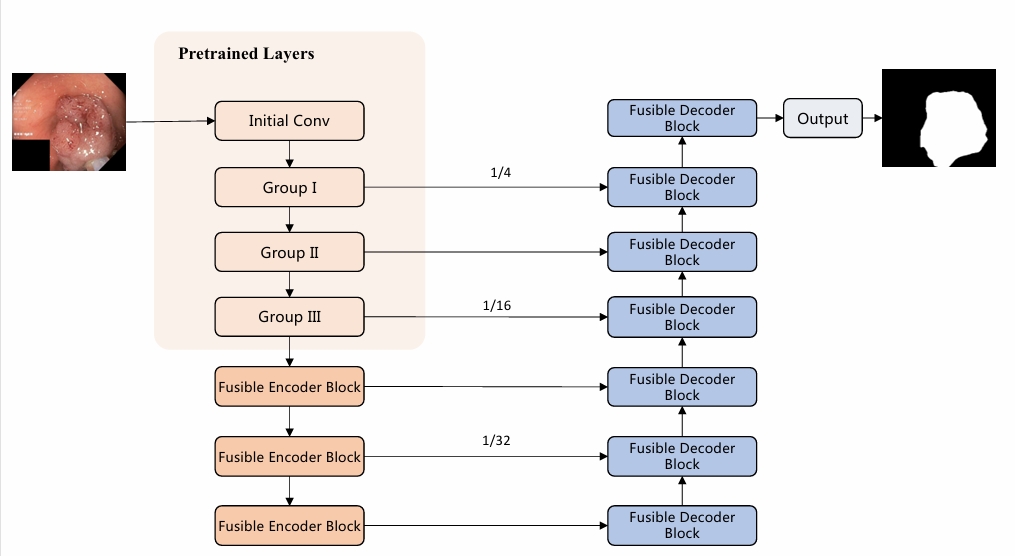 Pretrained Layers
Initial Conv
Group I
Group II
Group III
Fusible Encoder Block
Fusible Encoder Block
Fusible Encoder Block
1/4
1/16
1/32
Fusible Decoder
Block
Fusible Decoder
Block
Fusible Decoder
Block
Fusible Decoder
Block
Fusible Decoder
Block
Fusible Decoder
Block
Fusible Decoder
Block
Output